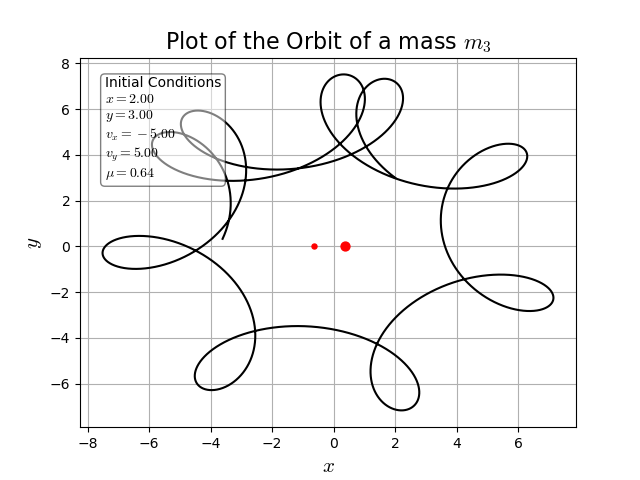 Plot of the Orbit of a mass m₃
8
6
4
2
0
−2
−4
−6
y
Initial Conditions
x = 2.00
y = 3.00
vₓ = −5.00
v_y = 5.00
μ = 0.64
−8 −6 −4 −2 0 2 4 6
x